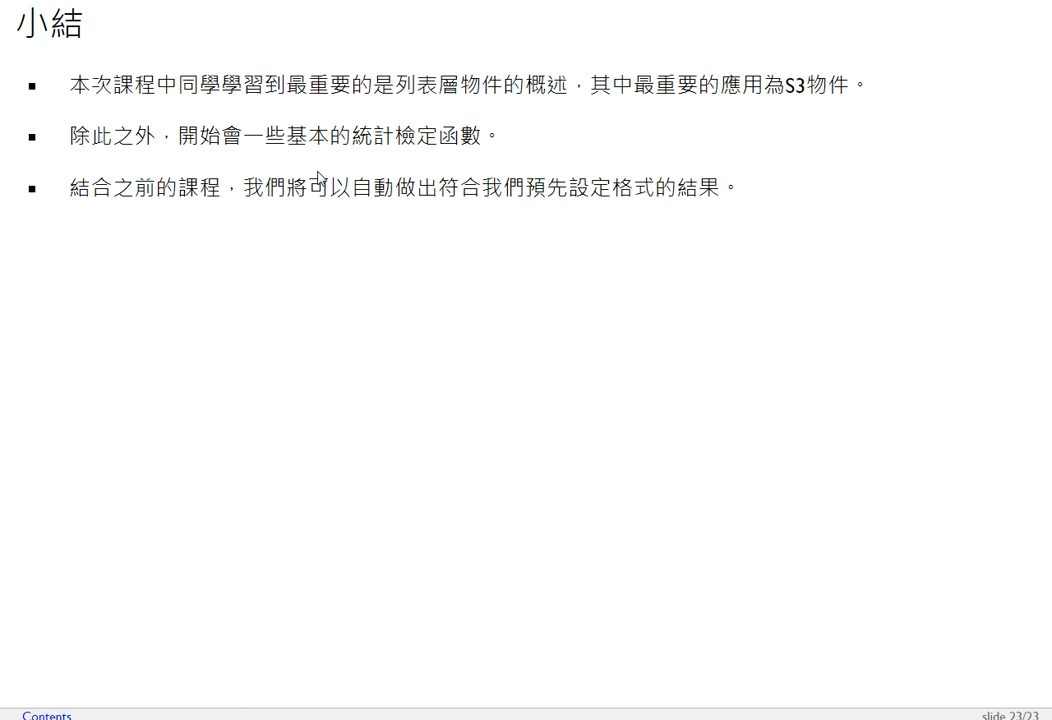 小結
▪ 本次課程中同學學習到最重要的是列表層物件的概述，其中最重要的應用為S3物件。
▪ 除此之外，開始會一些基本的統計檢定函數。
▪ 結合之前的課程，我們將可以自動做出符合我們預先設定格式的結果。
Contents
slide 23/23